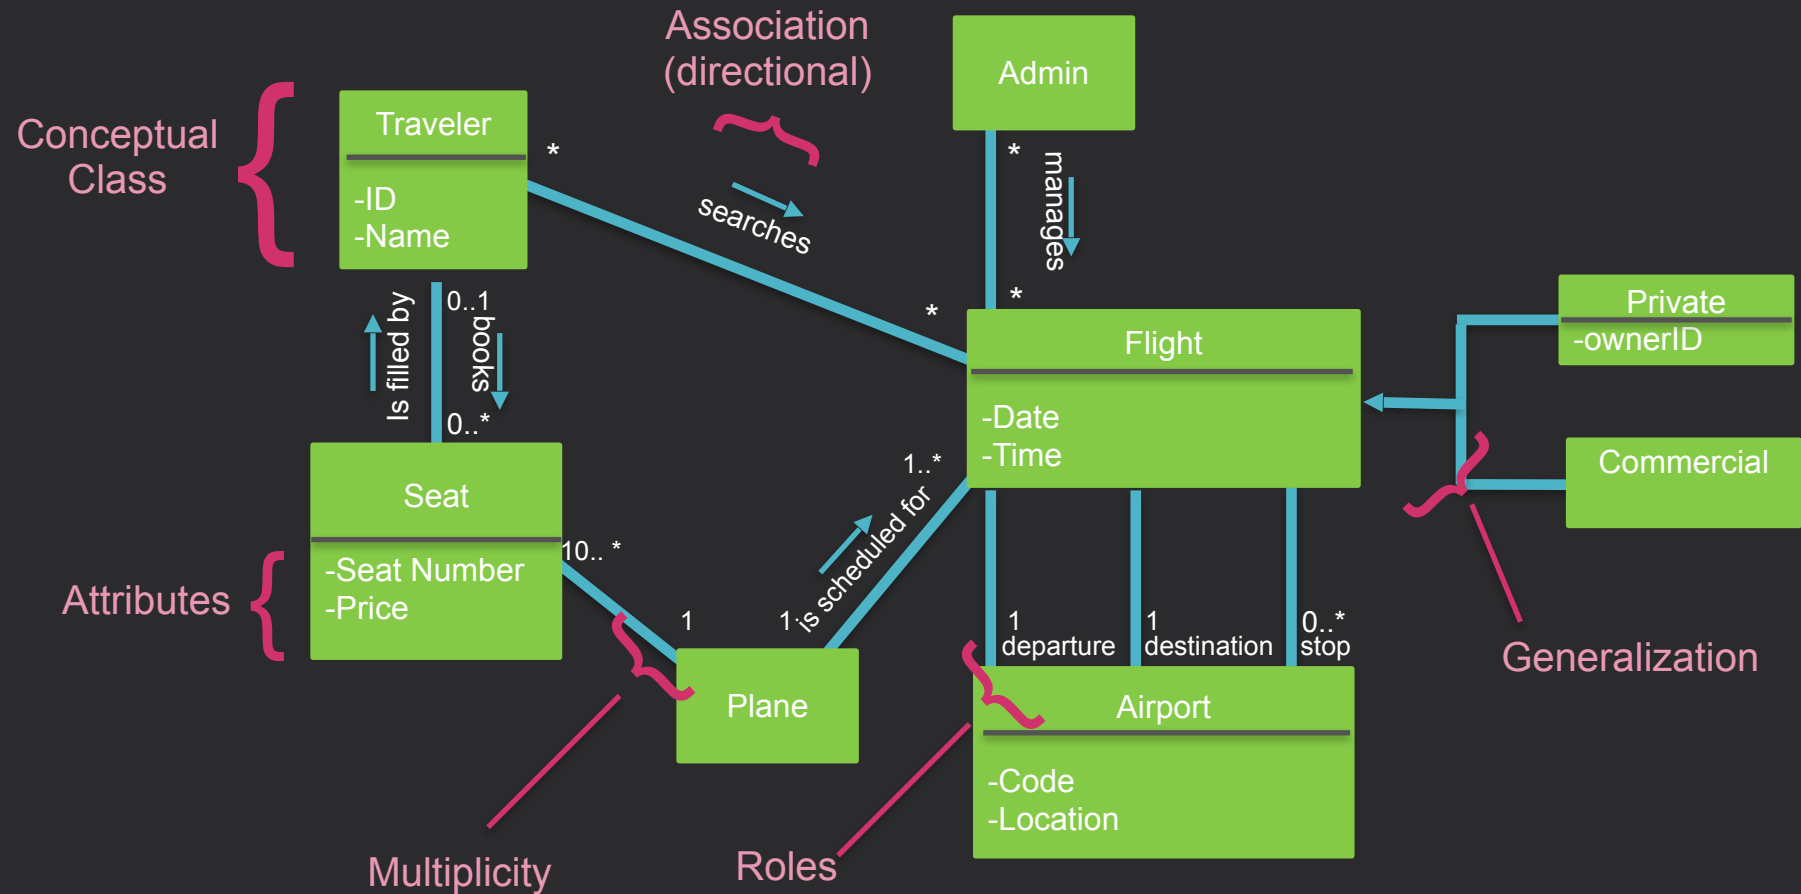 Association
(directional)
Admin
Conceptual
Class
Traveler
-ID
-Name
*
searches
*
*
manages
*
Is filled by
0..1
books
0..*
Flight
-Date
-Time
Private
-ownerID
Commercial
Generalization
Seat
-Seat Number
-Price
Attributes
10.. *
1
1
is scheduled for
1..*
Plane
1
departure
1
destination
0..*
stop
Airport
-Code
-Location
Multiplicity
Roles